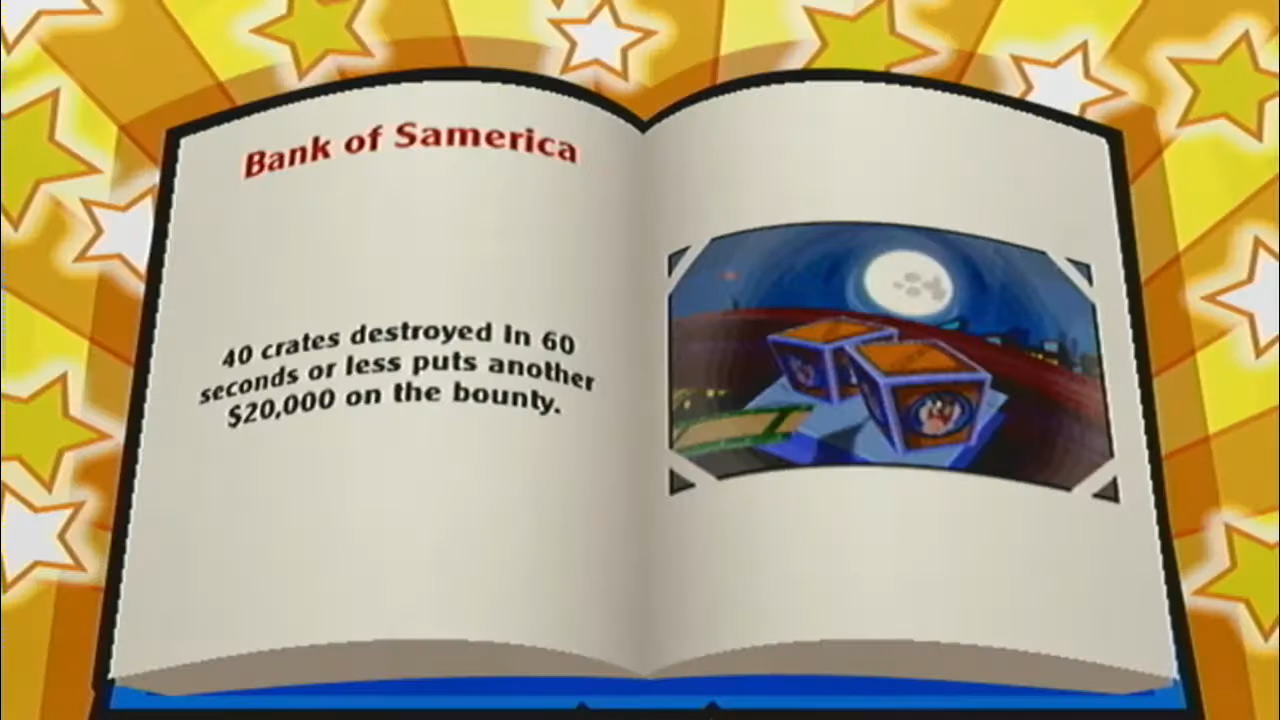 Bank of Samerica
40 crates destroyed In 60
seconds or less puts another
$20,000 on the bounty.